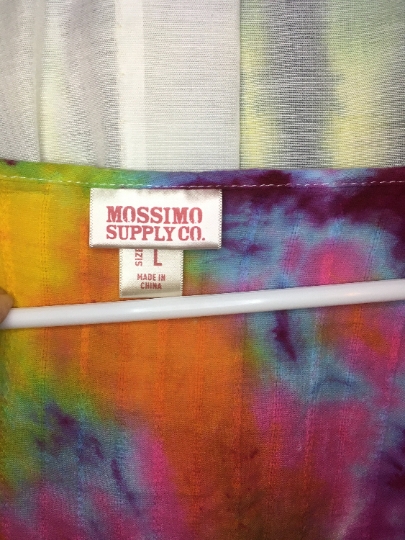 MOSSIMO
SUPPLY CO.
SIZE L
MADE IN
CHINA